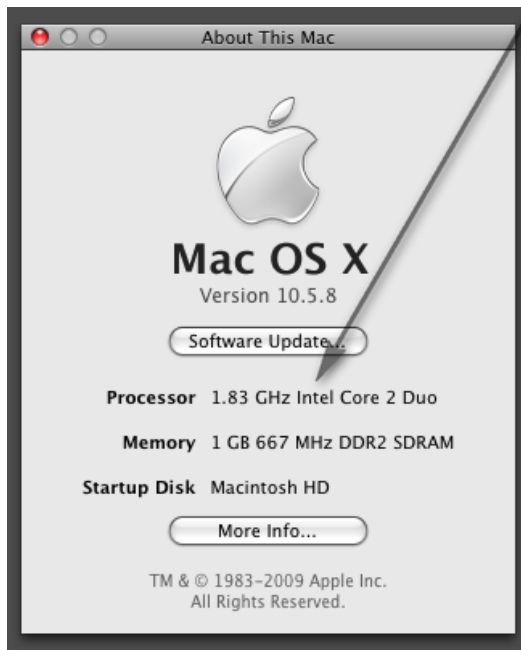 About This Mac
Mac OS X
Version 10.5.8
Software Update...
Processor 1.83 GHz Intel Core 2 Duo
Memory 1 GB 667 MHz DDR2 SDRAM
Startup Disk Macintosh HD
More Info...
TM & © 1983–2009 Apple Inc.
All Rights Reserved.